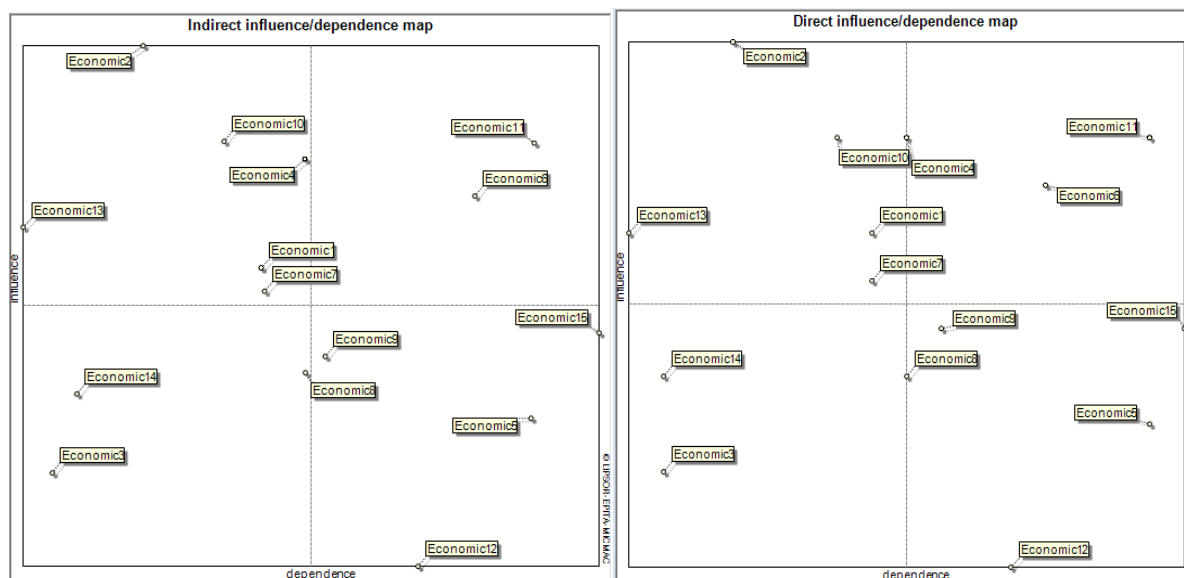 Indirect influence/dependence map
Economic2
Economic10
Economic11
Economic4
Economic6
Economic13
Economic1
Economic7
influence
Economic15
Economic9
Economic14
Economic8
Economic5
Economic3
Economic12
dependence
© LIPSOR-EPITA-MICMAC
Direct influence/dependence map
Economic2
Economic11
Economic10
Economic4
Economic6
Economic13
Economic1
Economic7
influence
Economic15
Economic9
Economic14
Economic8
Economic5
Economic3
Economic12
dependence